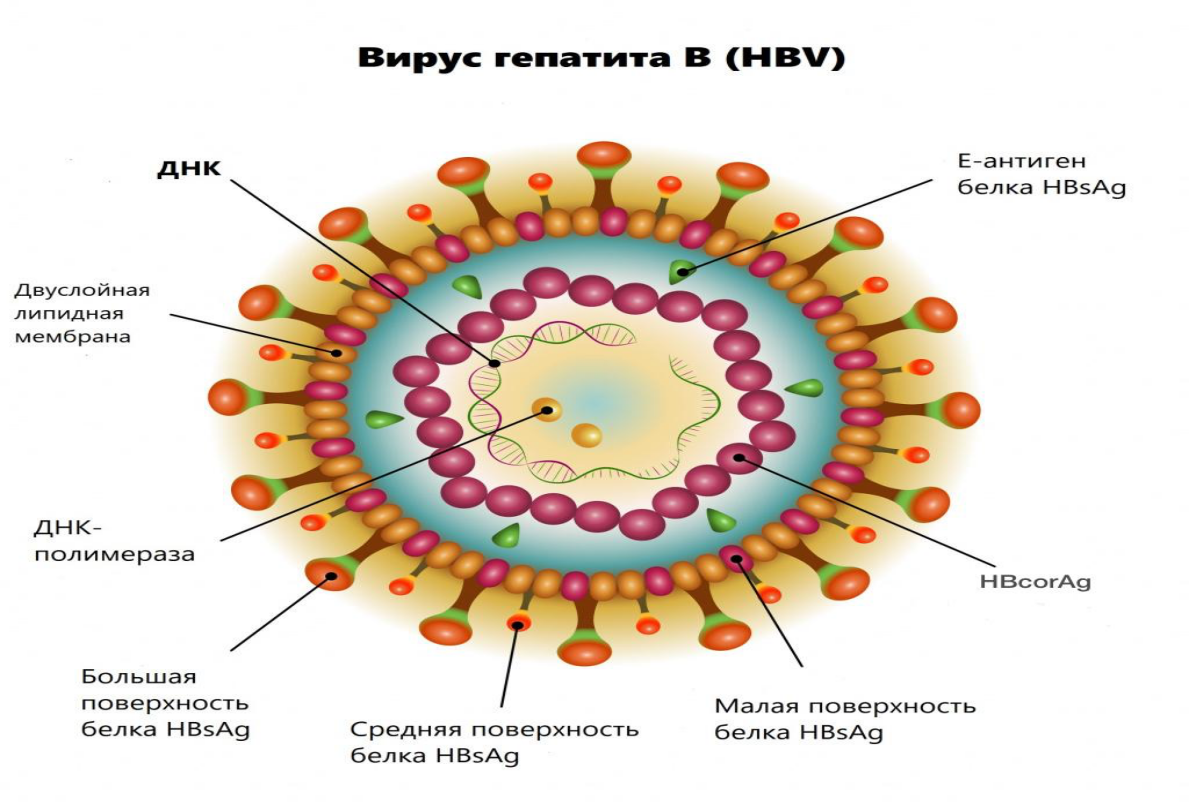 Вирус гепатита В (HBV)
ДНК
Е-антиген
белка HBsAg
Двуслойная
липидная
мембрана
ДНК-
полимераза
HBcorAg
Большая
поверхность
белка HBsAg
Средняя поверхность
белка HBsAg
Малая поверхность
белка HBsAg